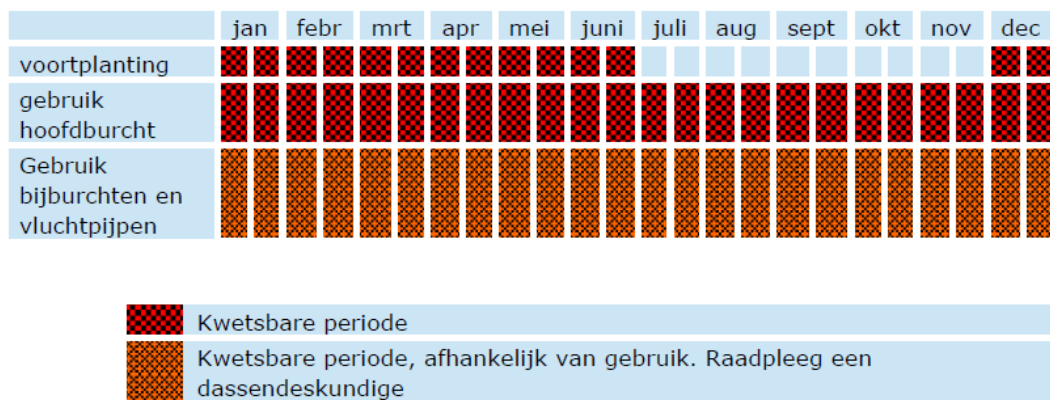 jan febr mrt apr mei juni juli aug sept okt nov dec
voortplanting
gebruik
hoofdburcht
Gebruik
bijburchten en
vluchtpijpen
Kwetsbare periode
Kwetsbare periode, afhankelijk van gebruik. Raadpleeg een
dassendeskundige